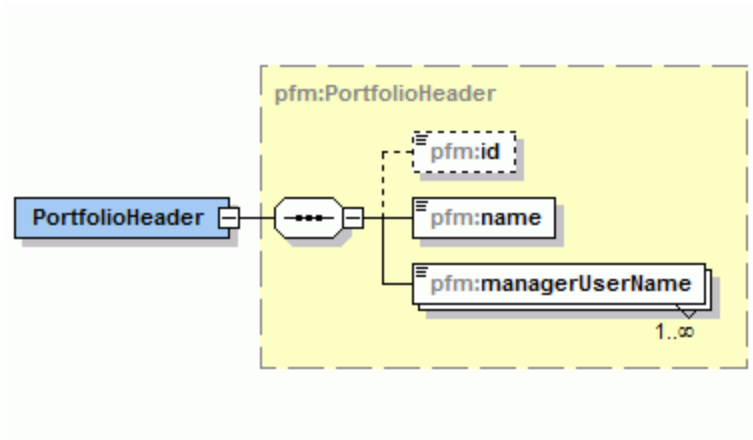 pfm:PortfolioHeader
pfm:id
PortfolioHeader
pfm:name
pfm:managerUserName
1..∞